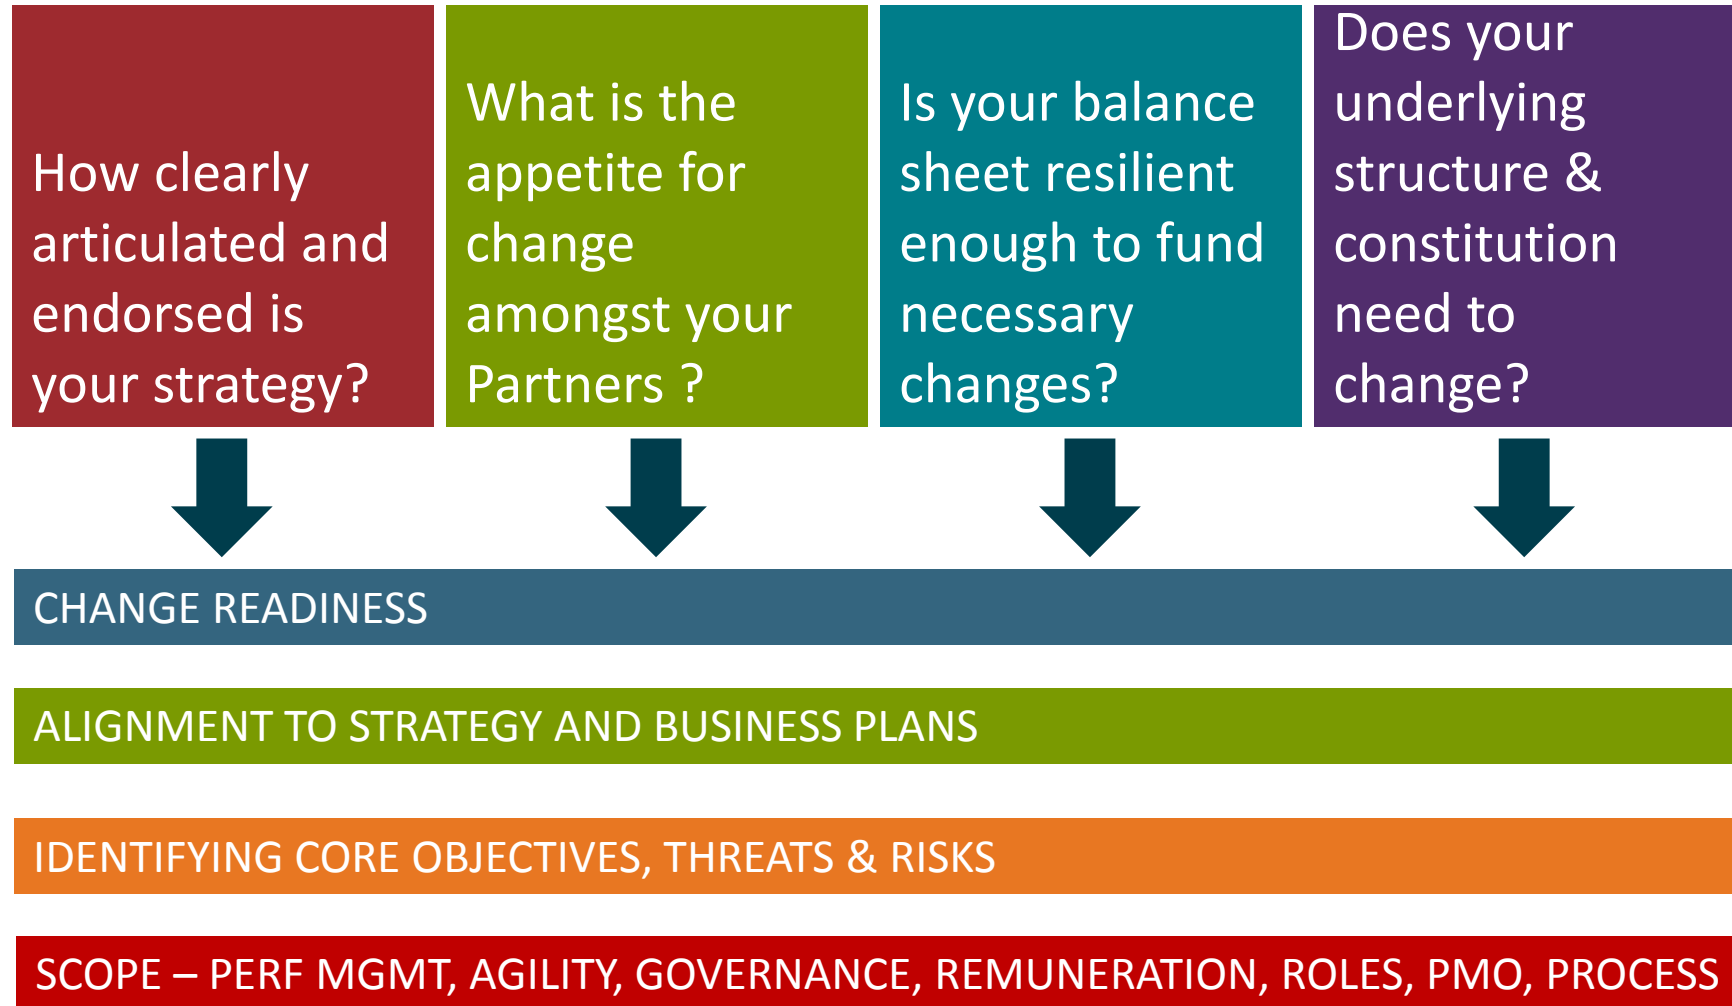 How clearly
articulated and
endorsed is
your strategy?
What is the
appetite for
change
amongst your
Partners ?
Is your balance
sheet resilient
enough to fund
necessary
changes?
Does your
underlying
structure &
constitution
need to
change?
CHANGE READINESS
ALIGNMENT TO STRATEGY AND BUSINESS PLANS
IDENTIFYING CORE OBJECTIVES, THREATS & RISKS
SCOPE – PERF MGMT, AGILITY, GOVERNANCE, REMUNERATION, ROLES, PMO, PROCESS